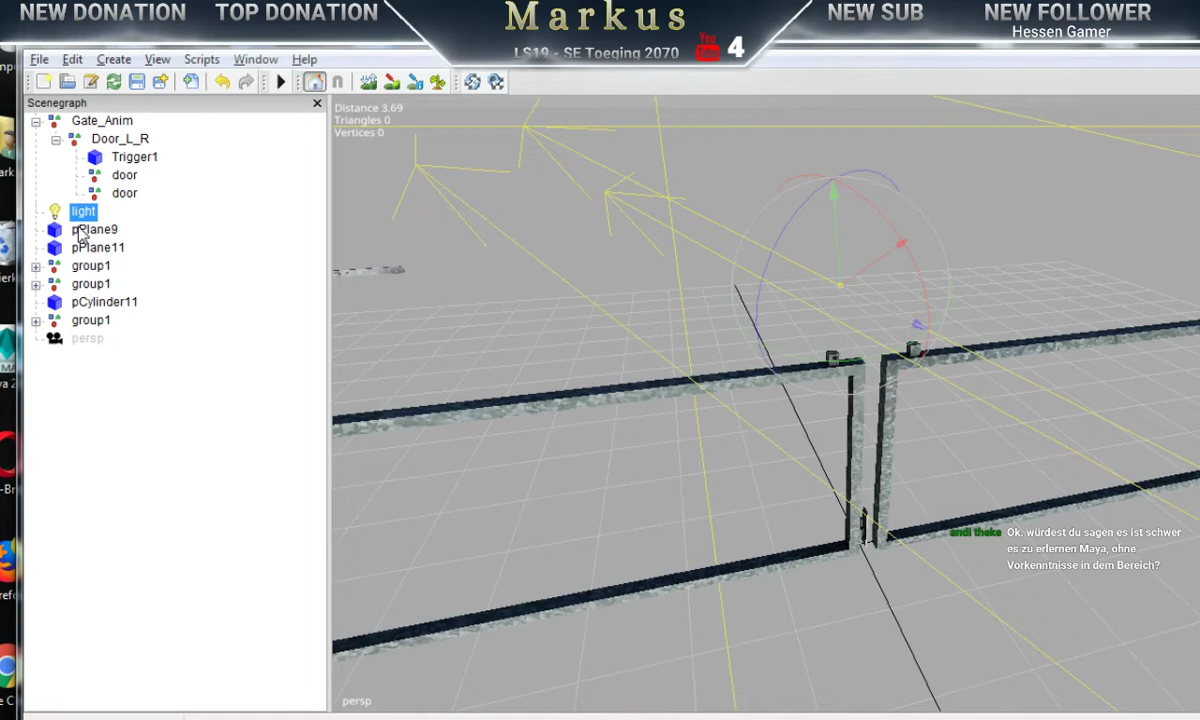 NEW DONATION
TOP DONATION
Markus
NEW SUB
NEW FOLLOWER
Hessen Gamer
LS19 - SE Toeging 2070
You Tube
4
File Edit Create View Scripts Window Help
Scenegraph
Gate_Anim
Door_L_R
Trigger1
door
door
light
pPlane9
pPlane11
group1
group1
pCylinder11
group1
persp
Distance 3.69
Triangles 0
Vertices 0
andi theke Ok. würdest du sagen es ist schwer
es zu erlernen Maya, ohne
Vorkenntnisse in dem Bereich?
persp